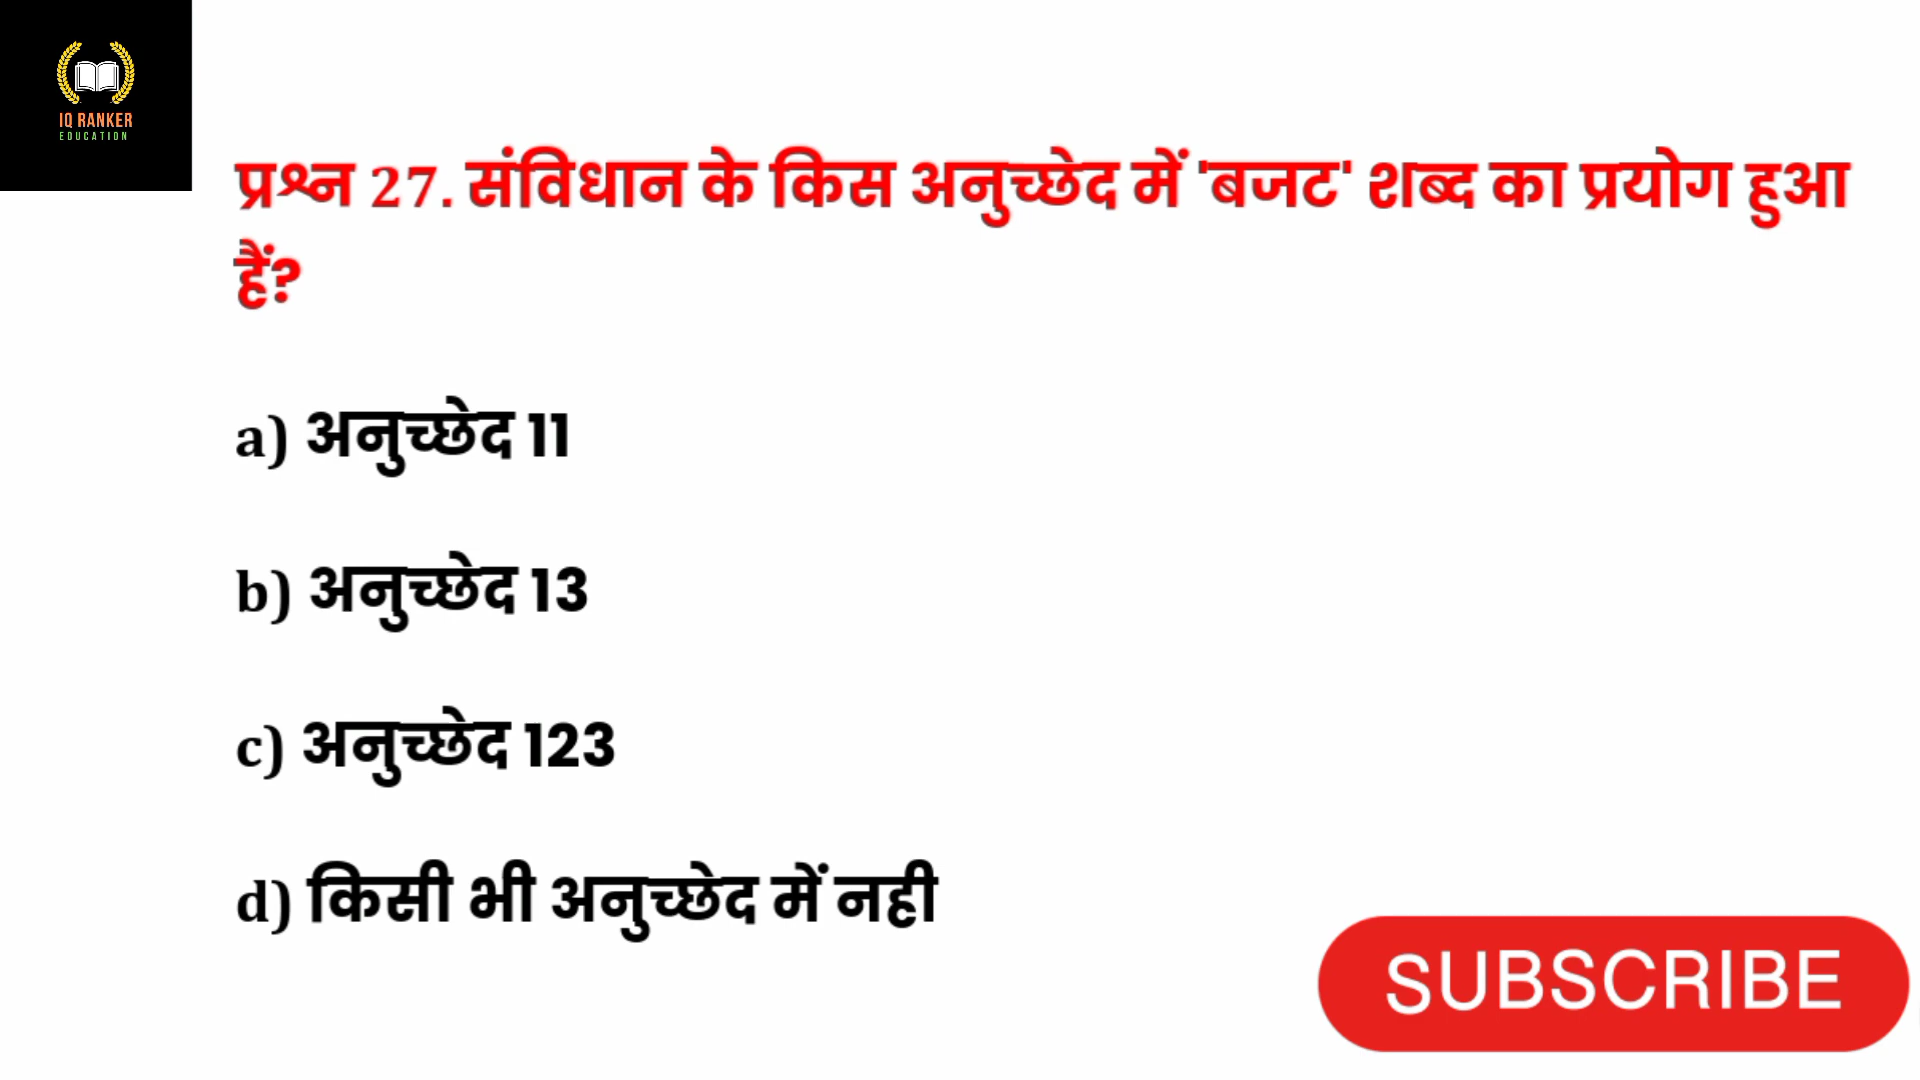 IQ RANKER
EDUCATION
प्रश्न 27. संविधान के किस अनुच्छेद में 'बजट' शब्द का प्रयोग हुआ
हैं?
a) अनुच्छेद 11
b) अनुच्छेद 13
c) अनुच्छेद 123
d) किसी भी अनुच्छेद में नही
SUBSCRIBE